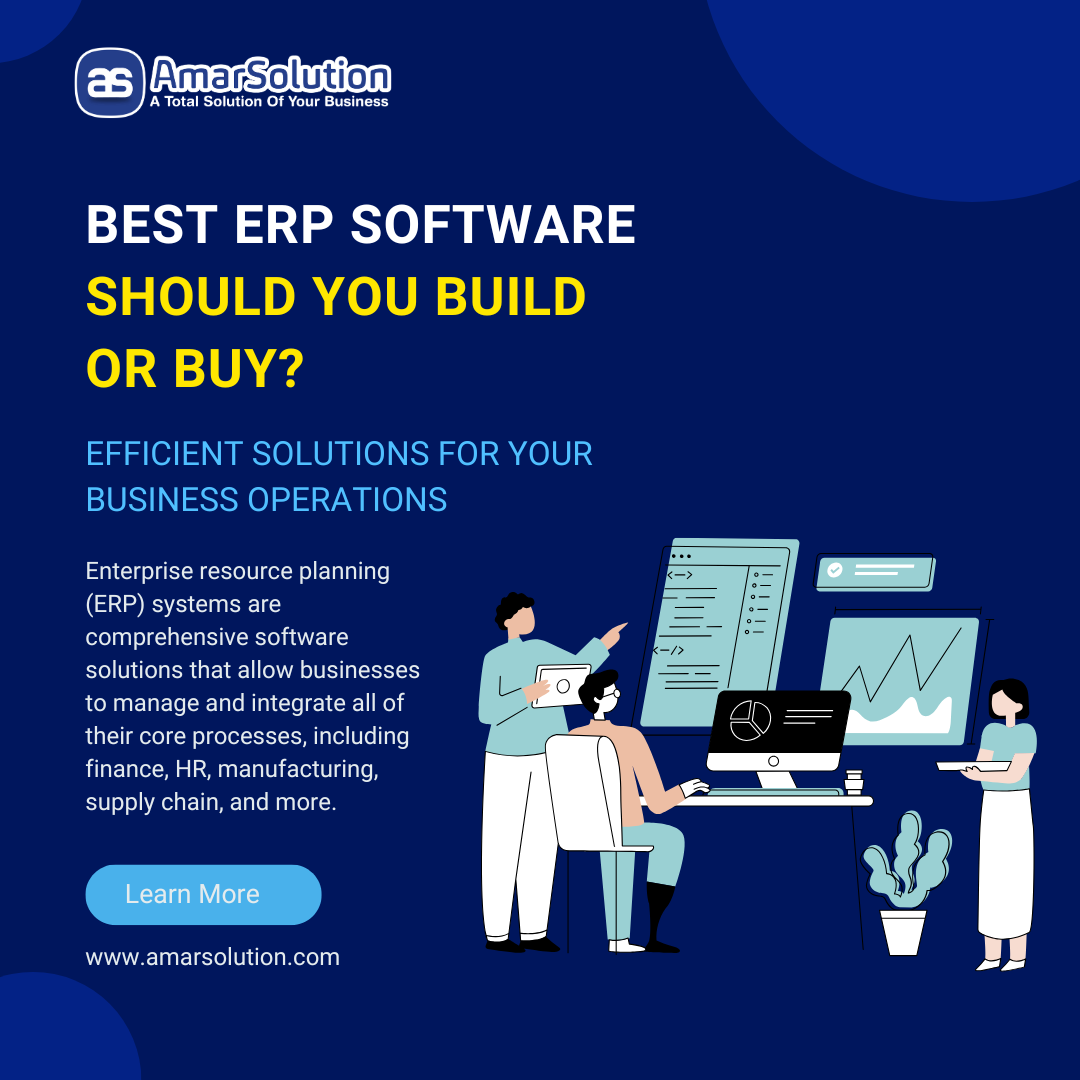 as
AmarSolution
A Total Solution Of Your Business
BEST ERP SOFTWARE
SHOULD YOU BUILD
OR BUY?
EFFICIENT SOLUTIONS FOR YOUR
BUSINESS OPERATIONS
Enterprise resource planning
(ERP) systems are
comprehensive software
solutions that allow businesses
to manage and integrate all of
their core processes, including
finance, HR, manufacturing,
supply chain, and more.
Learn More
www.amarsolution.com